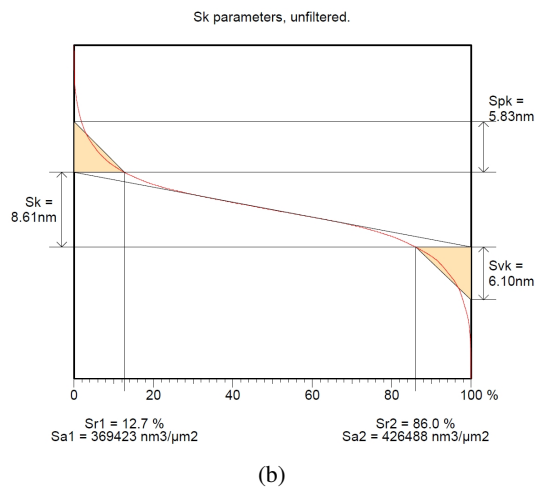 Sk parameters, unfiltered.
Spk =
5.83nm
Sk =
8.61nm
Svk =
6.10nm
0 20 40 60 80 100 %
Sr1 = 12.7 % Sr2 = 86.0 %
Sa1 = 369423 nm3/µm2 Sa2 = 426488 nm3/µm2
(b)